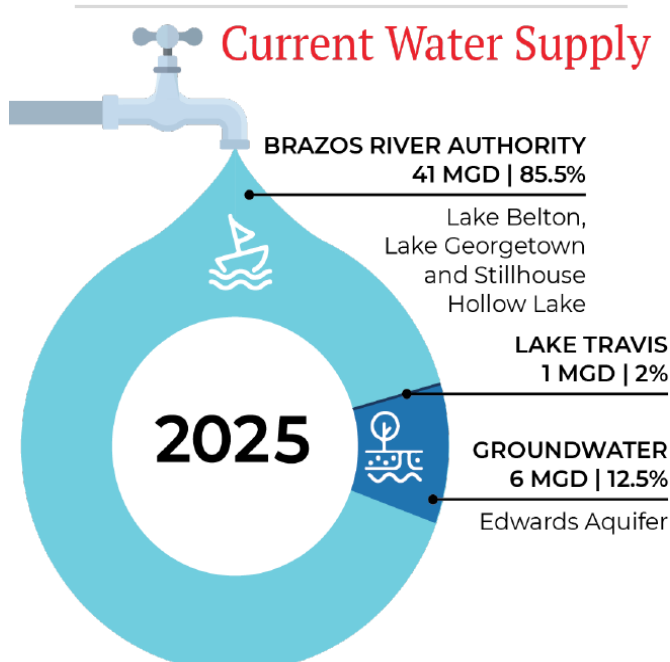 Current Water Supply
BRAZOS RIVER AUTHORITY
41 MGD | 85.5%
Lake Belton,
Lake Georgetown
and Stillhouse
Hollow Lake
LAKE TRAVIS
1 MGD | 2%
2025
GROUNDWATER
6 MGD | 12.5%
Edwards Aquifer